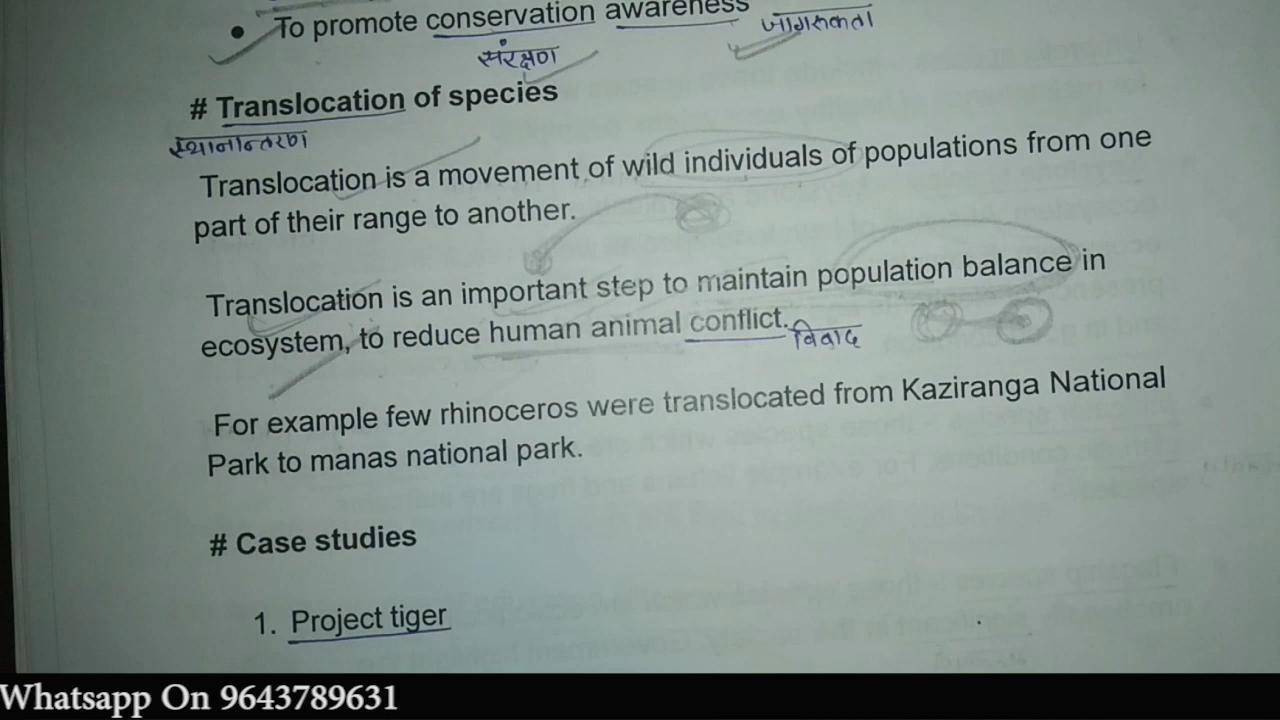 • To promote conservation awareness जागरूकता
संरक्षण
# Translocation of species
स्थानान्तरण
Translocation is a movement of wild individuals of populations from one
part of their range to another.
Translocation is an important step to maintain population balance in
ecosystem, to reduce human animal conflict.
विवाद
For example few rhinoceros were translocated from Kaziranga National
Park to manas national park.
# Case studies
1. Project tiger
Whatsapp On 9643789631